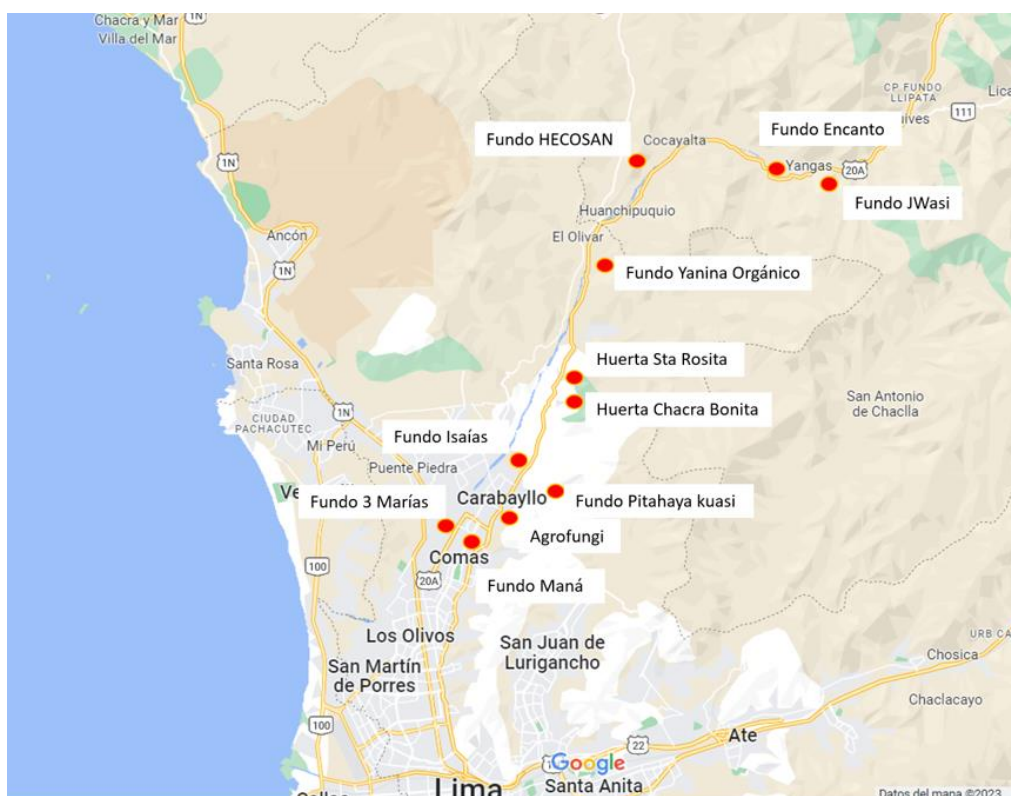 Chacra y Mar
Villa del Mar
1N
CP FUNDO
LLIPATA
111
Fundo HECOSAN
Cocayalta
Fundo Encanto
1N
Yangas
20A
Fundo JWasi
Huanchipuquio
El Olivar
Ancón
1N
Fundo Yanina Orgánico
Santa Rosa
Huerta Sta Rosita
Huerta Chacra Bonita
San Antonio
de Chaclla
CIUDAD
PACHACUTEC
1N
Mi Perú
Fundo Isaías
Puente Piedra
Fundo 3 Marías
Carabayllo
Fundo Pitahaya kuasi
Agrofungi
Comas
100
20A
Fundo Maná
Los Olivos
San Juan de
Lurigancho
San Martín
de Porres
Chosica
Chaclacayo
100
Ate
22
Google
Lima
Santa Anita
Datos del mapa ©2023